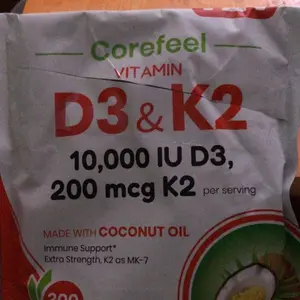 Corefeel
VITAMIN
D3 & K2
10,000 IU D3,
200 mcg K2 per serving
MADE WITH COCONUT OIL
Immune Support*
Extra Strength, K2 as MK-7
300